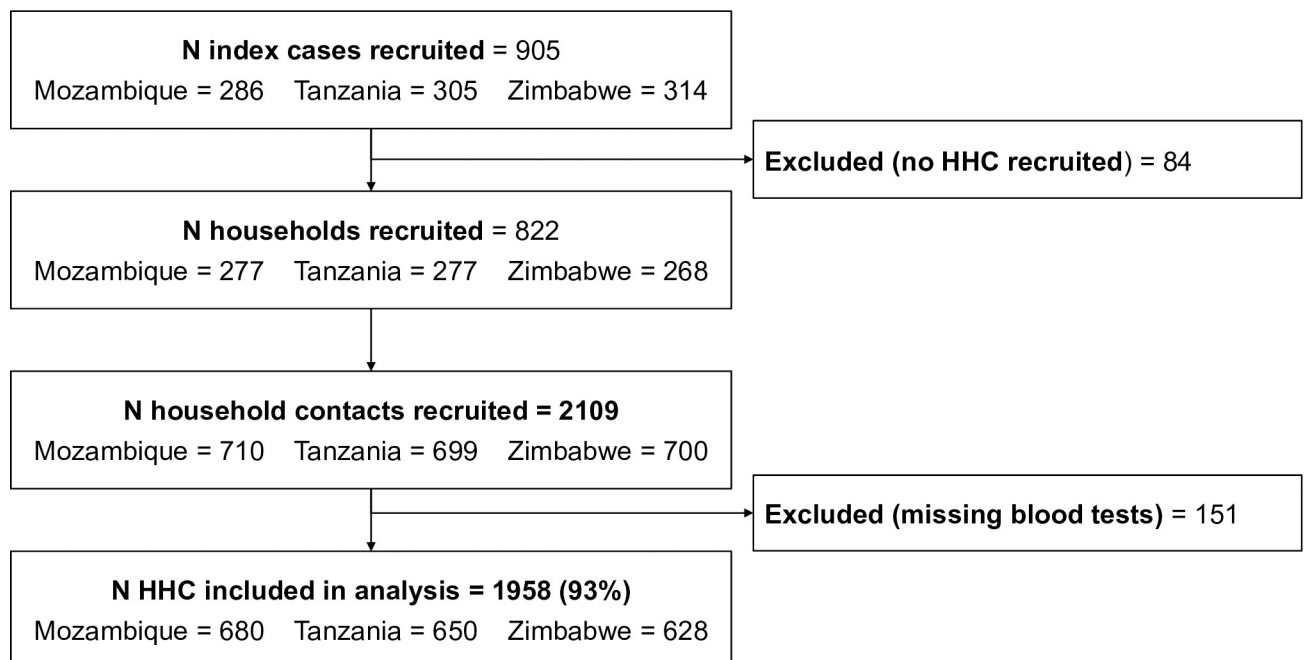 N index cases recruited = 905
Mozambique = 286 Tanzania = 305 Zimbabwe = 314
Excluded (no HHC recruited) = 84
N households recruited = 822
Mozambique = 277 Tanzania = 277 Zimbabwe = 268
N household contacts recruited = 2109
Mozambique = 710 Tanzania = 699 Zimbabwe = 700
Excluded (missing blood tests) = 151
N HHC included in analysis = 1958 (93%)
Mozambique = 680 Tanzania = 650 Zimbabwe = 628